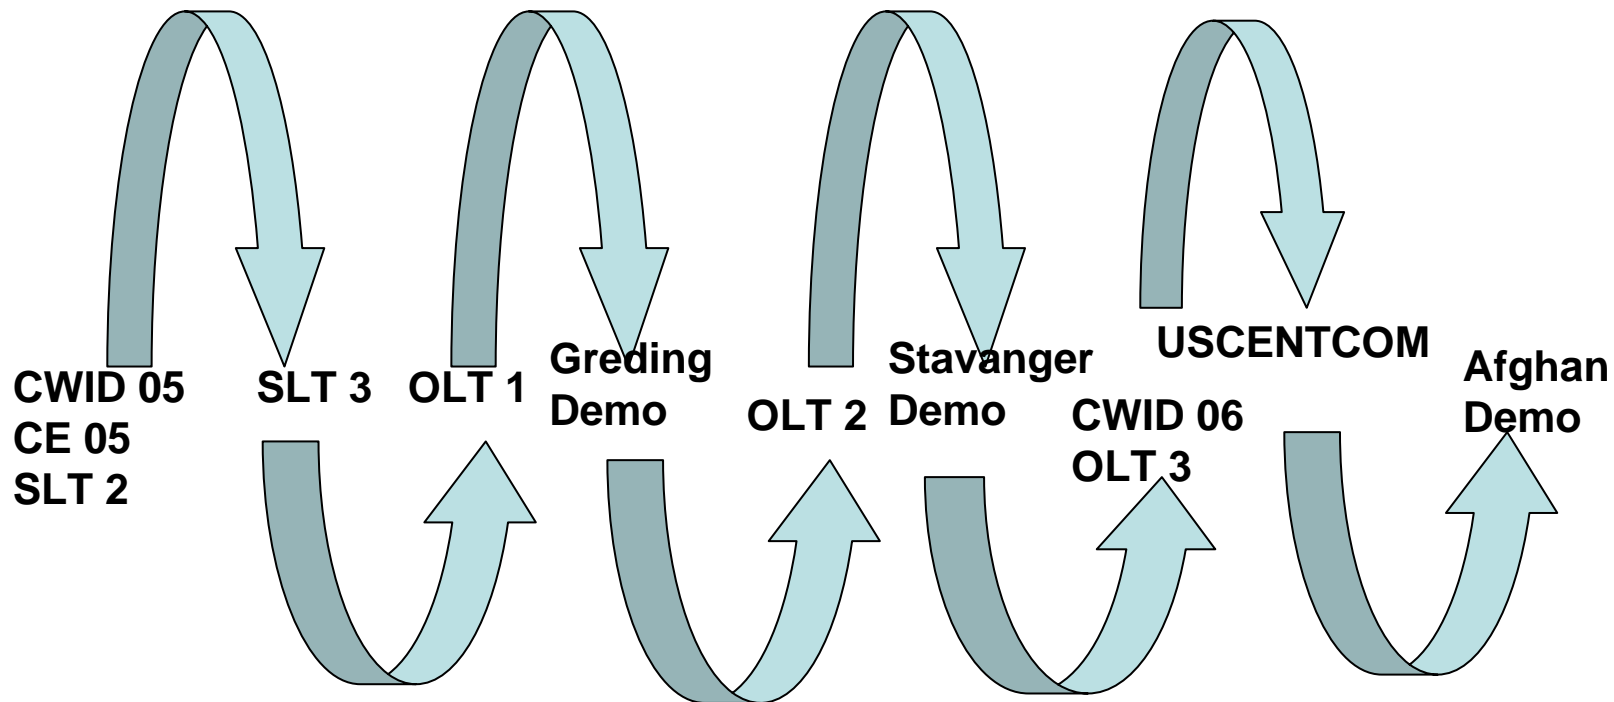 CWID 05
CE 05
SLT 2
SLT 3
OLT 1
Greding
Demo
OLT 2
Stavanger
Demo
CWID 06
OLT 3
USCENTCOM
Afghan
Demo